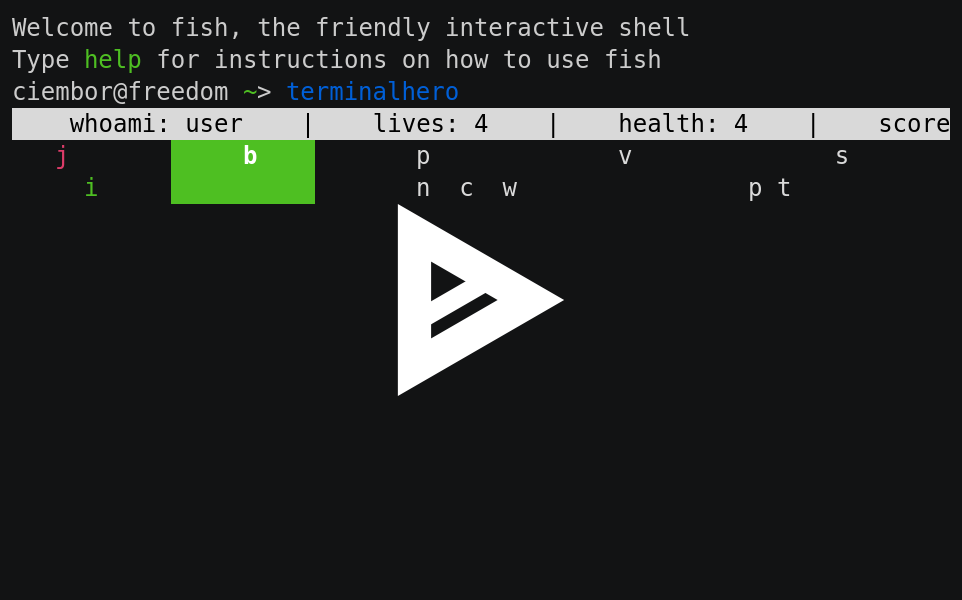 Welcome to fish, the friendly interactive shell
Type help for instructions on how to use fish
ciembor@freedom ~> terminalhero
whoami: user | lives: 4 | health: 4 | score
j b p v s
i n c w p t